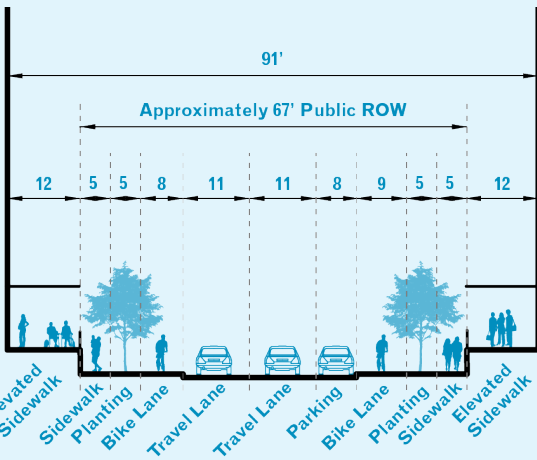 91'
Approximately 67' Public ROW
12 5 5 8 11 11 8 9 5 5 12
Sidewalk
Sidewalk
Planting
Bike Lane
Travel Lane
Travel Lane
Parking
Bike Lane
Planting
Sidewalk
Elevated
Sidewalk